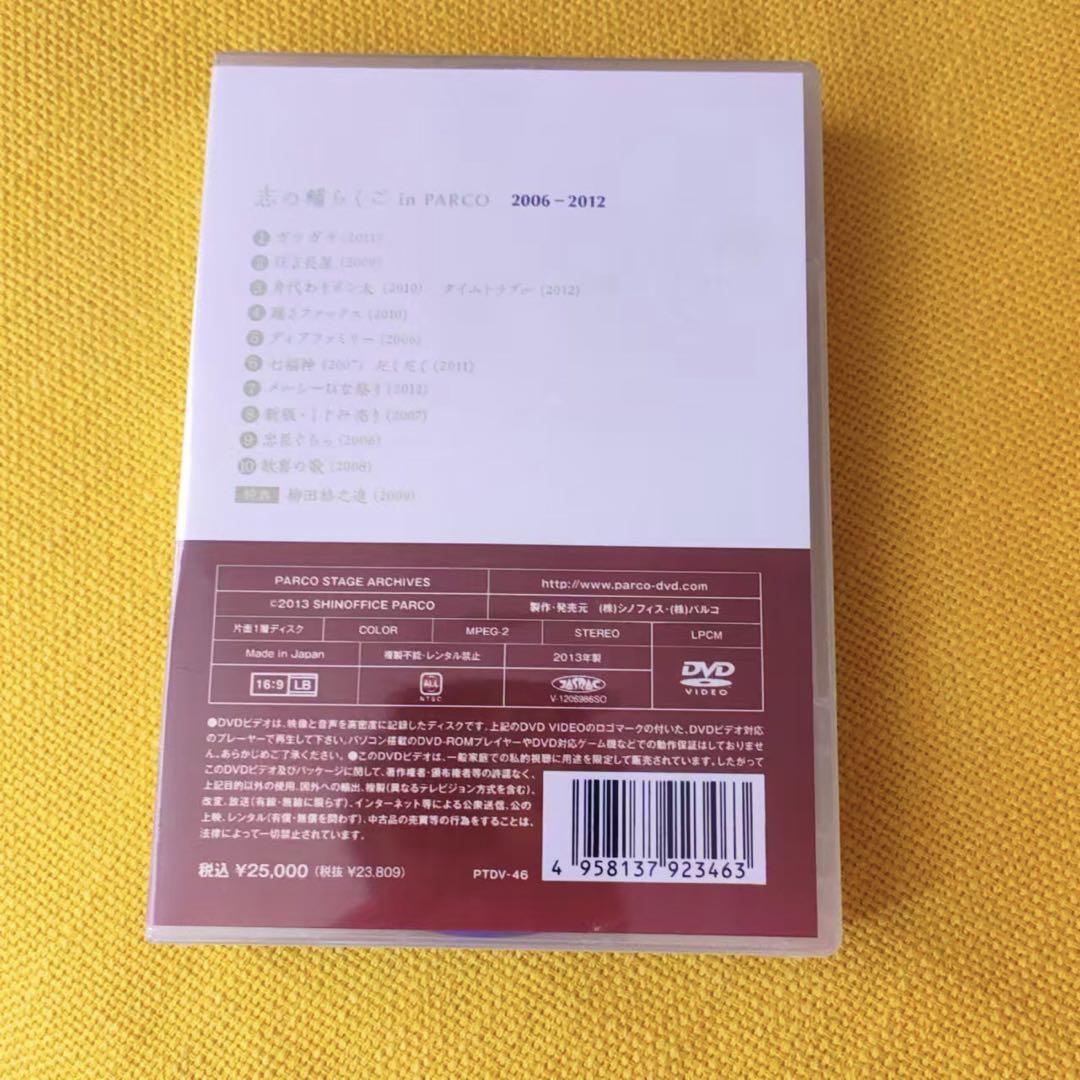 志の輔らくご in PARCO 2006-2012
1 ガラガラ (2011)
2 狂言長屋 (2009)
3 身代わりポン太 (2010) タイムトラブー (2012)
4 踊るファックス (2010)
5 ディアファミリー (2006)
6 七福神 (2007) だくだく (2011)
7 メルシーひな祭り (2012)
8 新版・しじみ売り (2007)
9 忠臣ぐらっ (2006)
10 歓喜の歌 (2008)
特典 柳田格之進 (2009)
PARCO STAGE ARCHIVES http://www.parco-dvd.com
©2013 SHINOFFICE PARCO 製作・発売元 (株)シノフィス・(株)パルコ
片面1層ディスク COLOR MPEG-2 STEREO LPCM
Made in Japan 複製不能・レンタル禁止 2013年製
16:9 LB ALL NTSC JASRAC V-1206986SO DVD VIDEO
●DVDビデオは、映像と音声を高密度に記録したディスクです。上記のDVD VIDEOのロゴマークの付いた、DVDビデオ対応
のプレーヤーで再生して下さい。パソコン搭載のDVD-ROMプレイヤーやDVD対応ゲーム機などでの動作保証はしておりませ
ん。あらかじめご了承ください。●このDVDビデオは、一般家庭での私的視聴に用途を限定して販売されています。したがって
このDVDビデオ及びパッケージに関して、著作権者・頒布権者等の許諾なく、
上記目的以外の使用、国外への輸出、複製(異なるテレビジョン方式を含む)、
改変、放送(有線・無線に限らず)、インターネット等による公衆送信、公の
上映、レンタル(有償・無償を問わず)、中古品の売買等の行為をすることは、
法律によって一切禁止されています。
税込 ¥25,000 (税抜 ¥23,809) PTDV-46
4 958137 923463